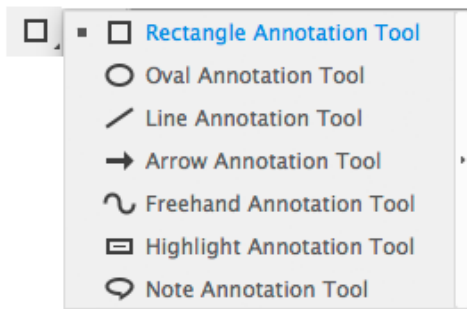 Rectangle Annotation Tool
Oval Annotation Tool
Line Annotation Tool
Arrow Annotation Tool
Freehand Annotation Tool
Highlight Annotation Tool
Note Annotation Tool